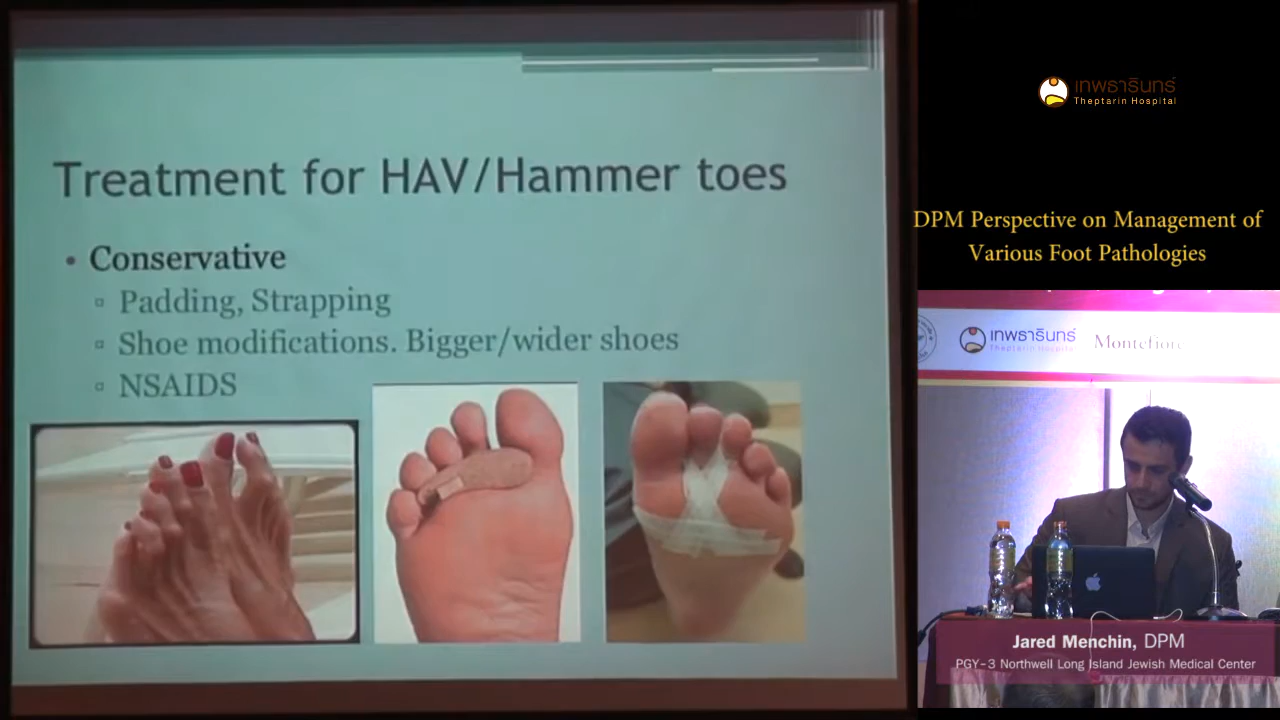 Treatment for HAV/Hammer toes
Conservative
Padding, Strapping
Shoe modifications. Bigger/wider shoes
NSAIDS
เทพธารินทร์
Theptarin Hospital
DPM Perspective on Management of
Various Foot Pathologies
เทพธารินทร์
Theptarin Hospital
Montefiore
Jared Menchin, DPM
PGY-3 Northwell Long Island Jewish Medical Center